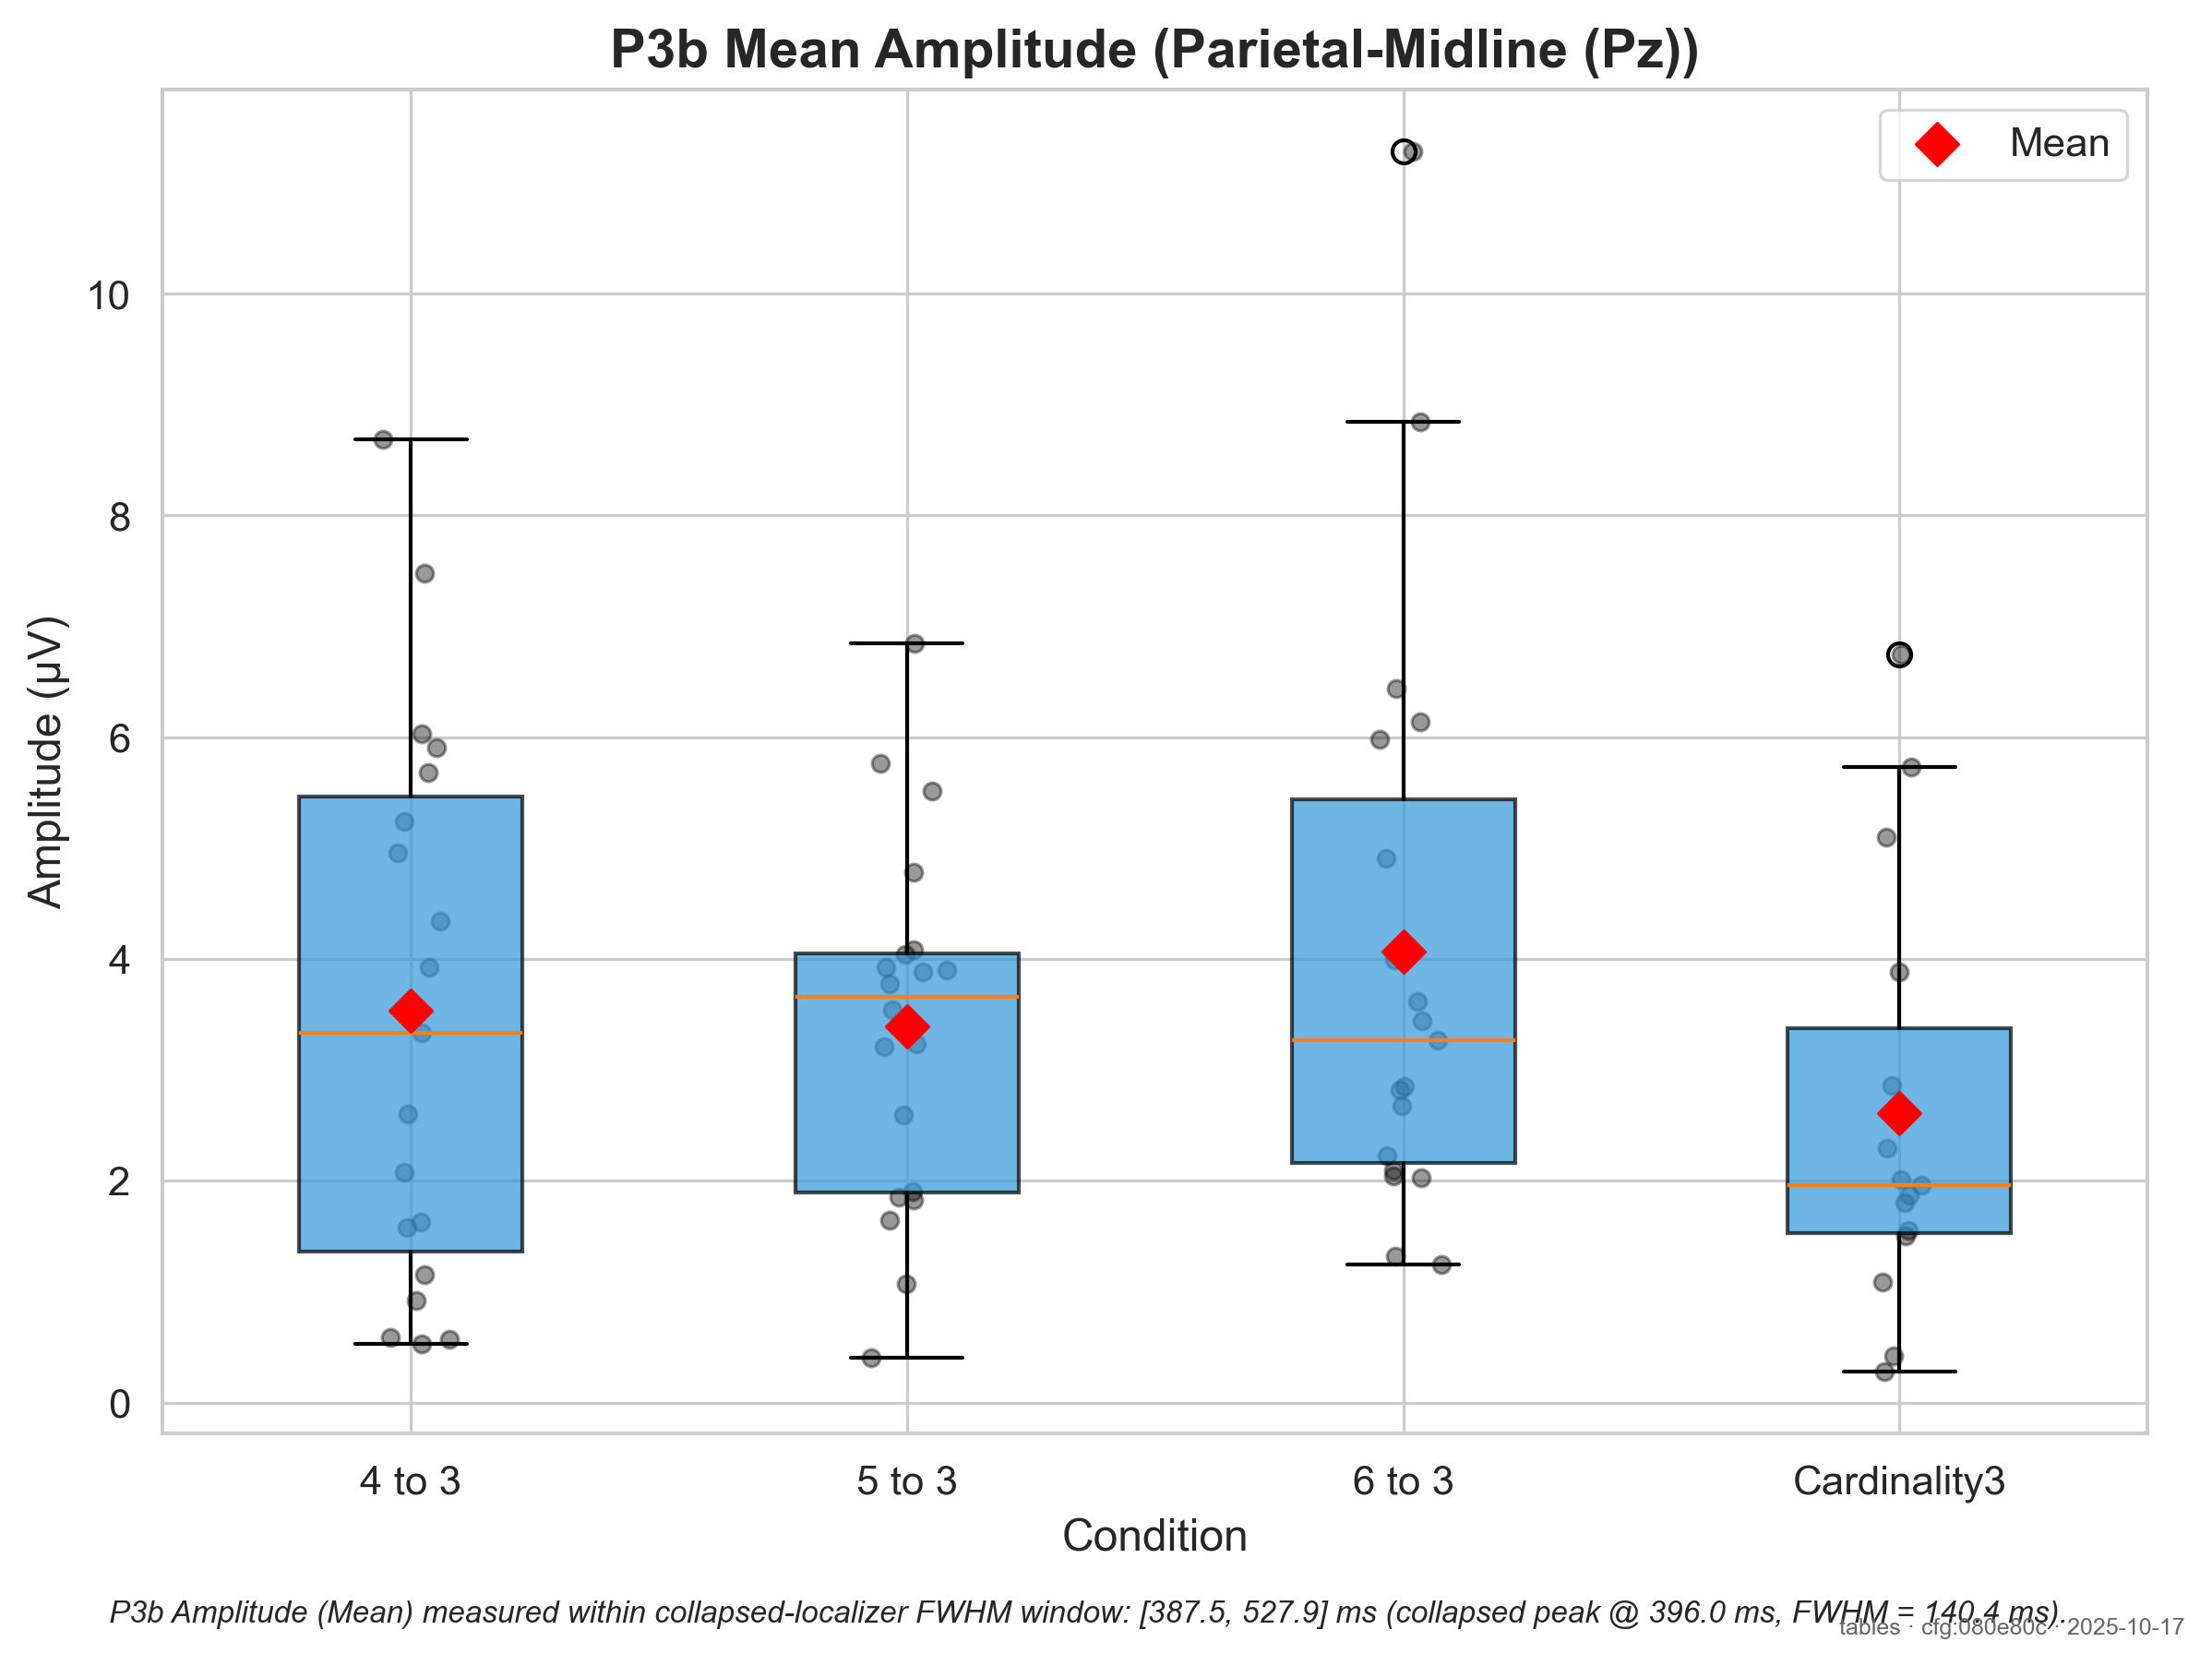 P3b Mean Amplitude (Parietal-Midline (Pz))
Mean
10
8
6
4
2
0
Amplitude (µV)
4 to 3
5 to 3
6 to 3
Cardinality3
Condition
P3b Amplitude (Mean) measured within collapsed-localizer FWHM window: [387.5, 527.9] ms (collapsed peak @ 396.0 ms, FWHM = 140.4 ms).
tables · cfg:080e80c · 2025-10-17